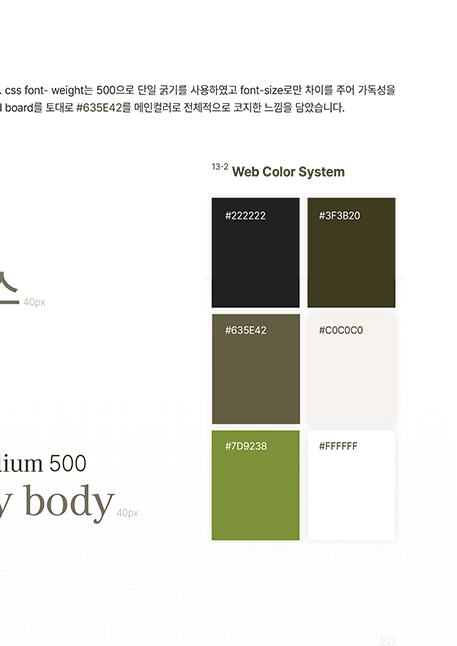 . css font- weight는 500으로 단일 굵기를 사용하였고 font-size로만 차이를 주어 가독성을
board를 토대로 #635E42를 메인컬러로 전체적으로 코지한 느낌을 담았습니다.
13-2 Web Color System
#222222 #3F3B20
스 40px
#635E42 #C0C0C0
#7D9238 #FFFFFF
dium 500
y body 40px
20